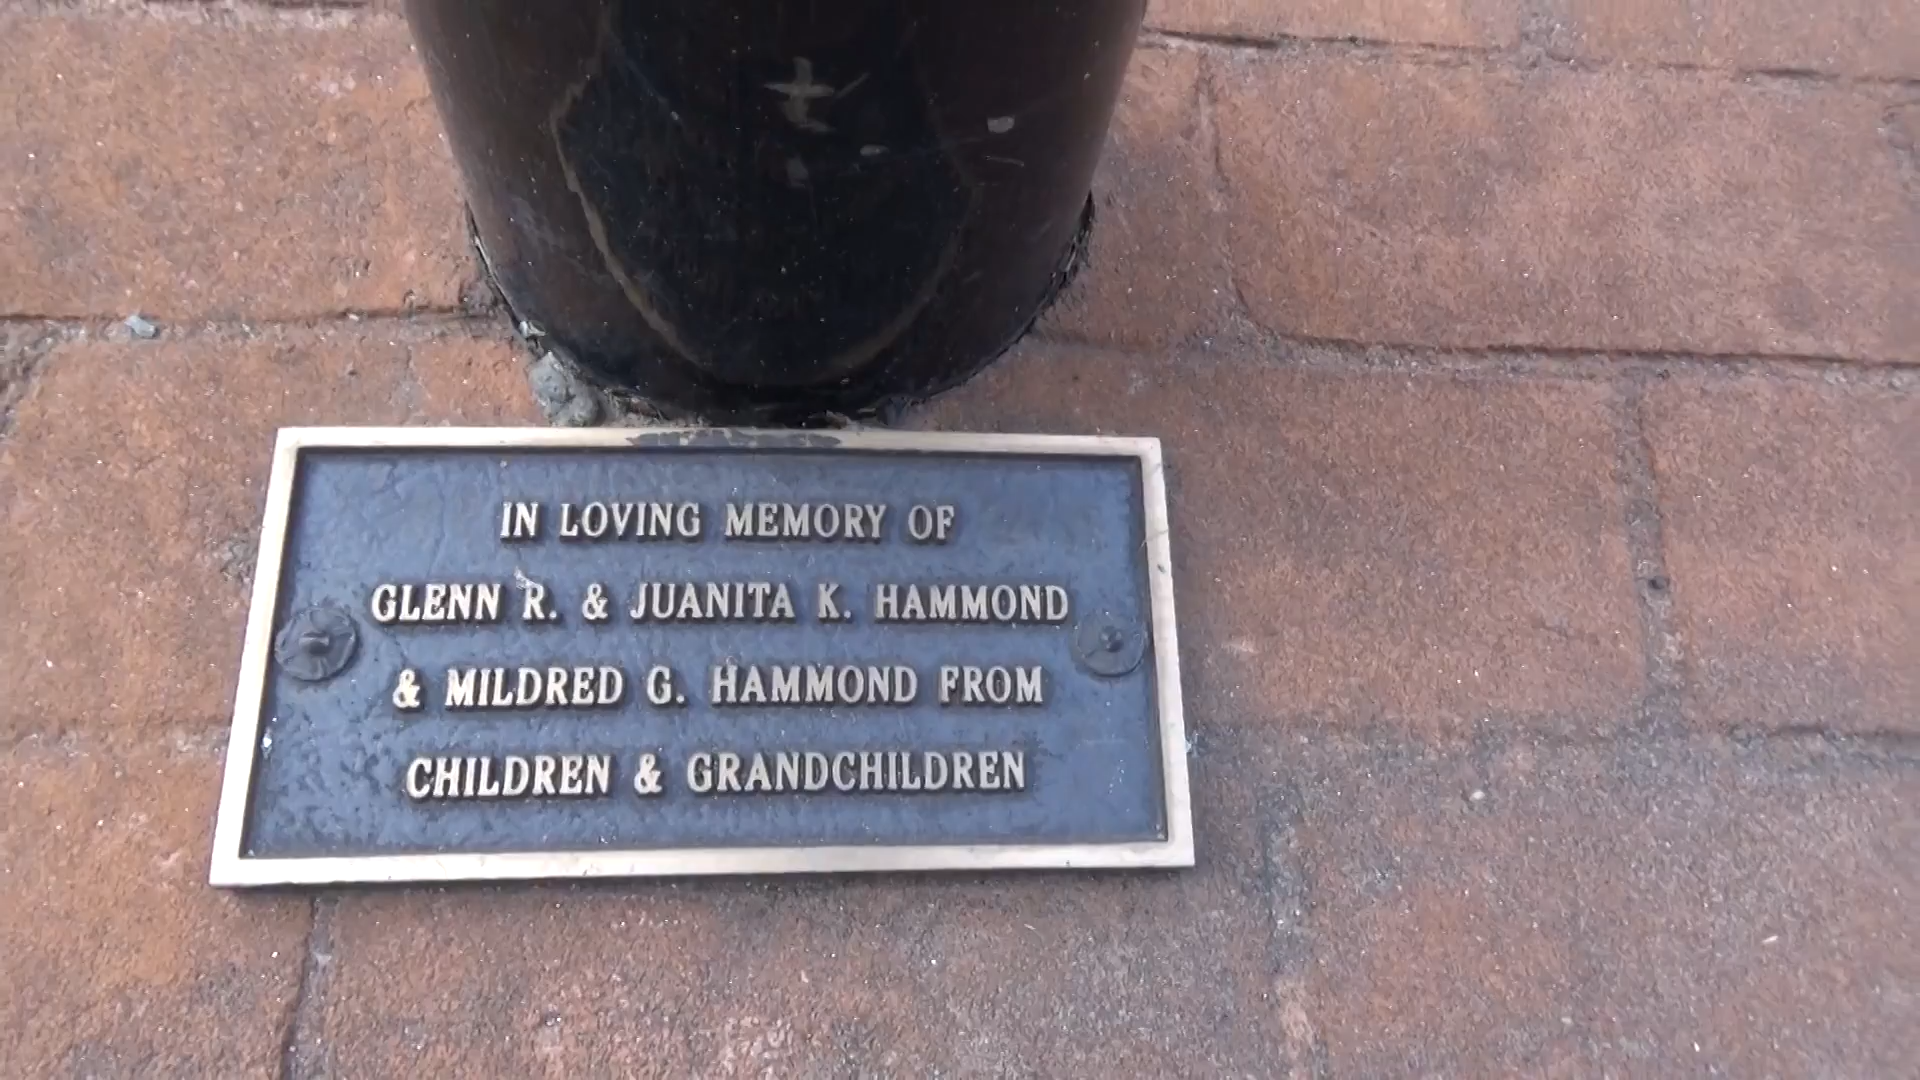 IN LOVING MEMORY OF
GLENN R. & JUANITA K. HAMMOND
& MILDRED G. HAMMOND FROM
CHILDREN & GRANDCHILDREN